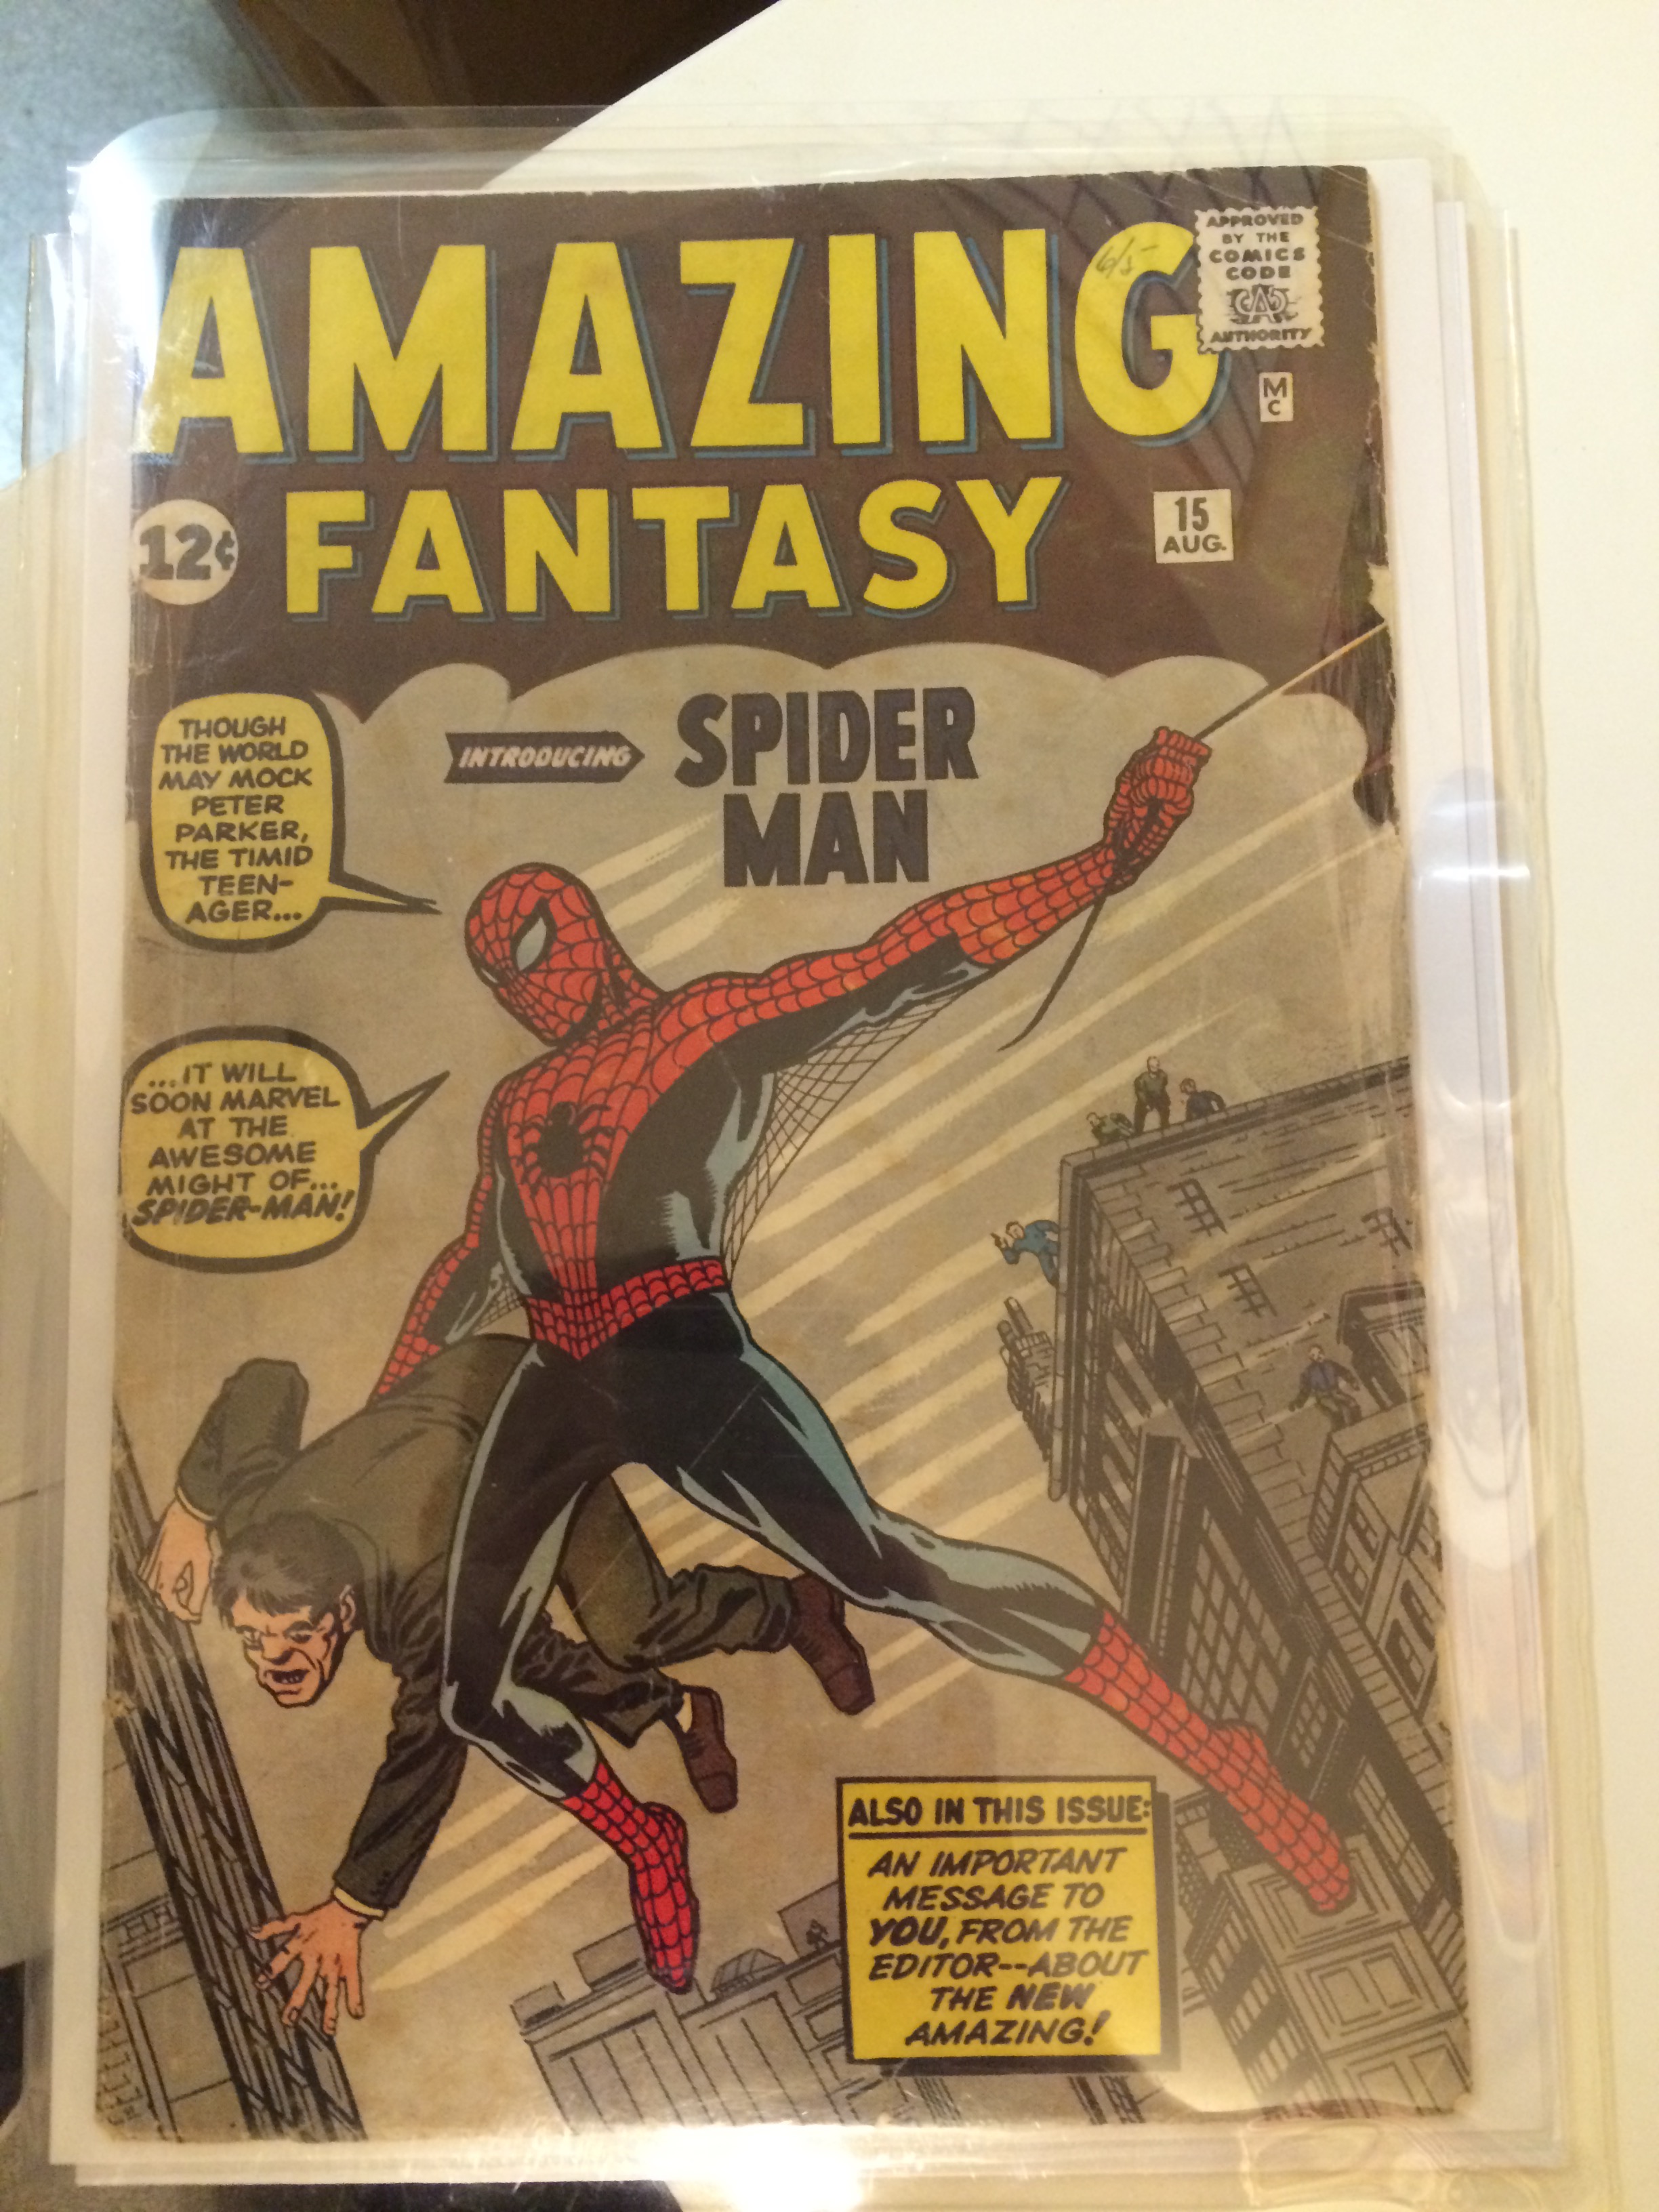 AMAZING
FANTASY
APPROVED
BY THE
COMICS
CODE
CA
AUTHORITY
M
C
12¢
15
AUG.
INTRODUCING
SPIDER
MAN
THOUGH
THE WORLD
MAY MOCK
PETER
PARKER,
THE TIMID
TEEN-
AGER...
...IT WILL
SOON MARVEL
AT THE
AWESOME
MIGHT OF...
SPIDER-MAN!
ALSO IN THIS ISSUE:
AN IMPORTANT
MESSAGE TO
YOU, FROM THE
EDITOR--ABOUT
THE NEW
AMAZING!